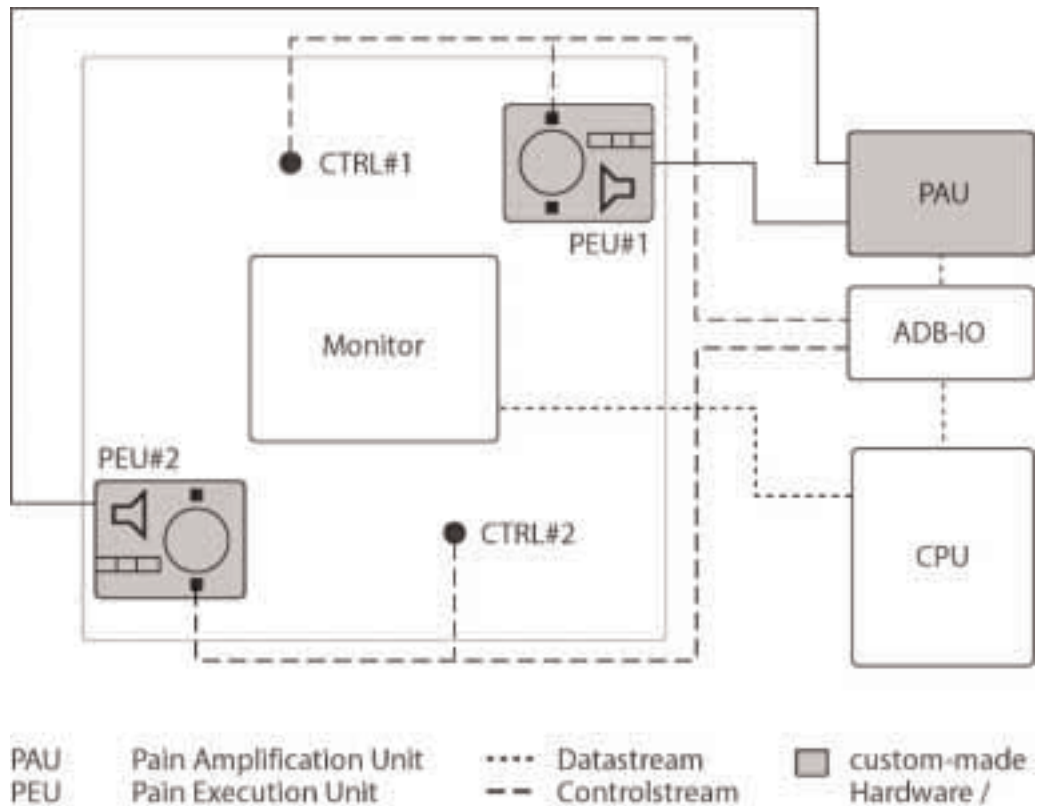 CTRL#1
PEU#1
PAU
ADB-IO
Monitor
PEU#2
CTRL#2
CPU
PAU Pain Amplification Unit Datastream custom-made
PEU Pain Execution Unit Controlstream Hardware /